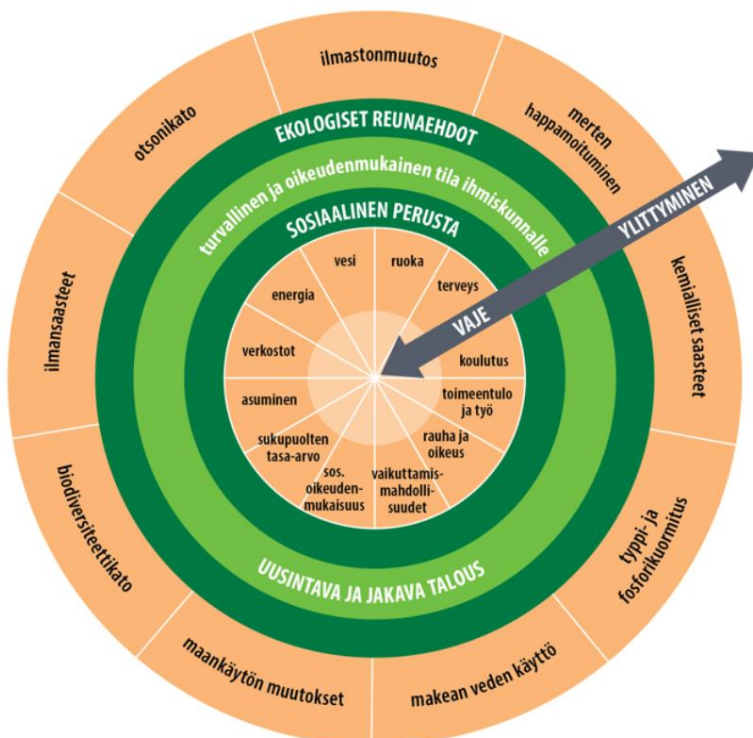 ilmastonmuutos
merten
happamoituminen
kemialliset saasteet
typpi- ja
fosforikuormitus
makean veden käyttö
maankäytön muutokset
biodiversiteettikato
ilmansaasteet
otsonikato
EKOLOGISET REUNAEHDOT
turvallinen ja oikeudenmukainen tila ihmiskunnalle
SOSIAALINEN PERUSTA
YLITTYMINEN
VAJE
vesi
ruoka
terveys
koulutus
toimeentulo
ja työ
rauha ja
oikeus
vaikuttamis-
mahdolli-
suudet
sos.
oikeuden-
mukaisuus
sukupuolten
tasa-arvo
asuminen
verkostot
energia
UUSINTAVA JA JAKAVA TALOUS